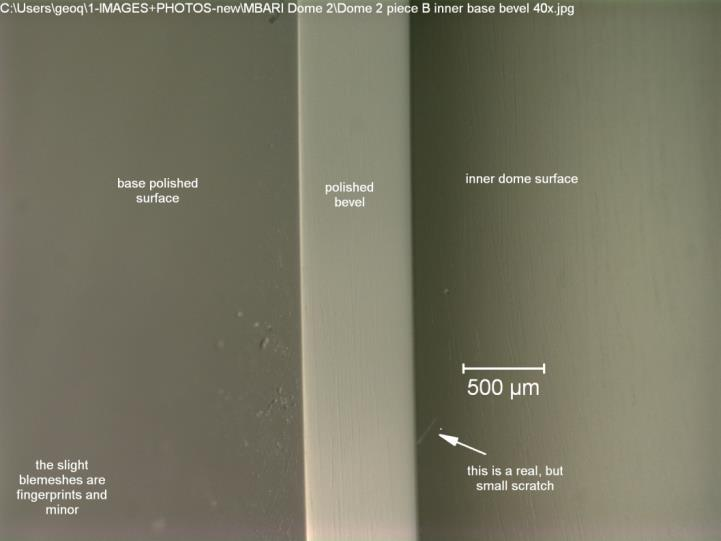 C:\Users\geoq\1-IMAGES+PHOTOS-new\MBARI Dome 2\Dome 2 piece B inner base bevel 40x.jpg
base polished
surface
polished
bevel
inner dome surface
500 µm
this is a real, but
small scratch
the slight
blemeshes are
fingerprints and
minor